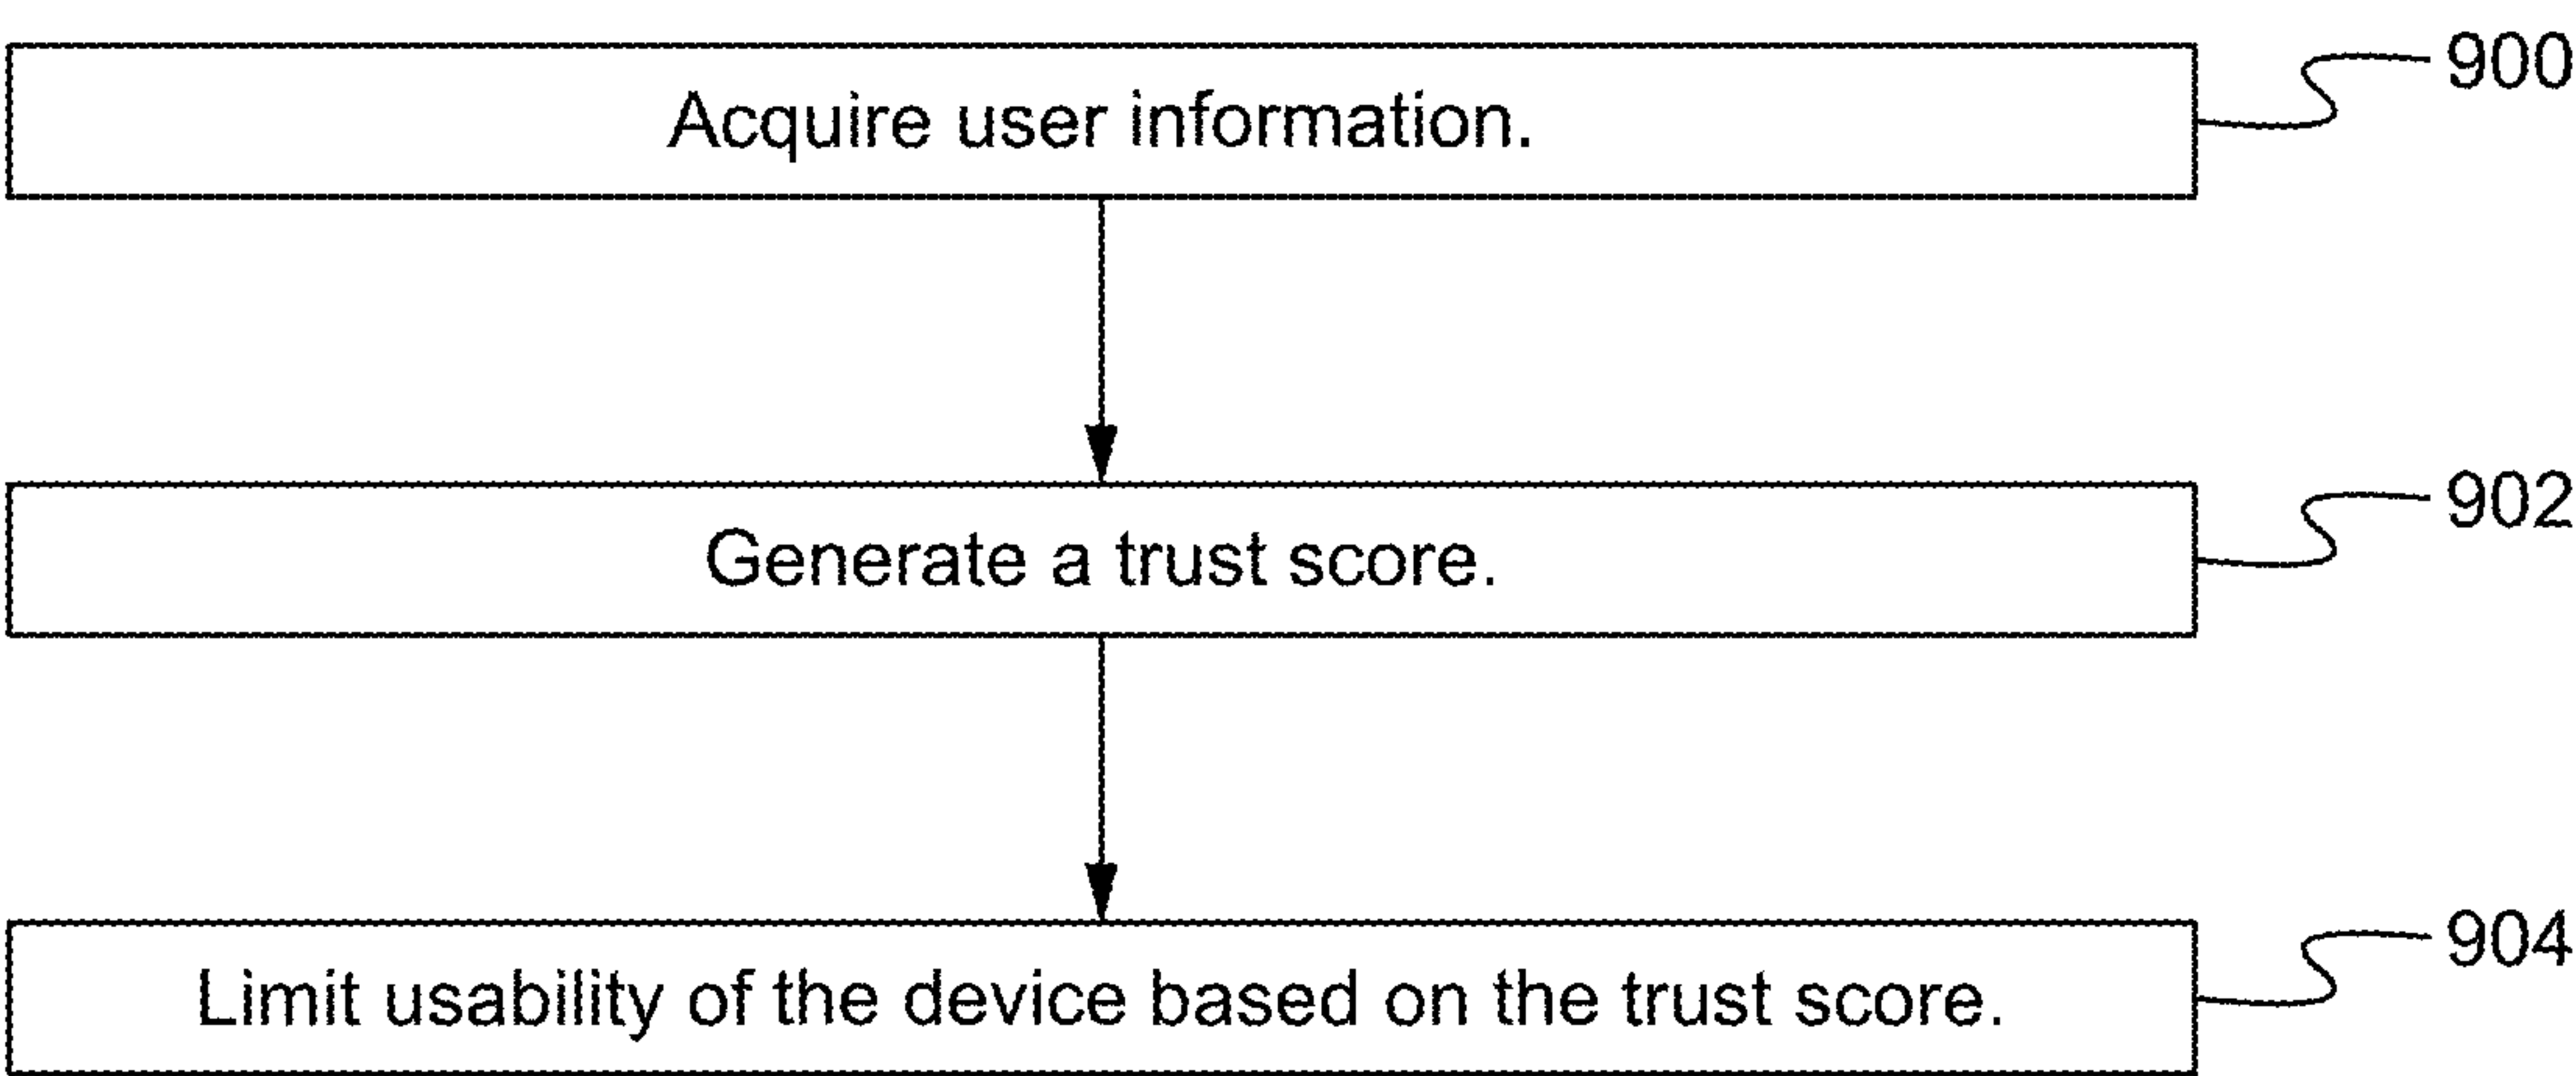 Acquire user information.
900
Generate a trust score.
902
Limit usability of the device based on the trust score.
904